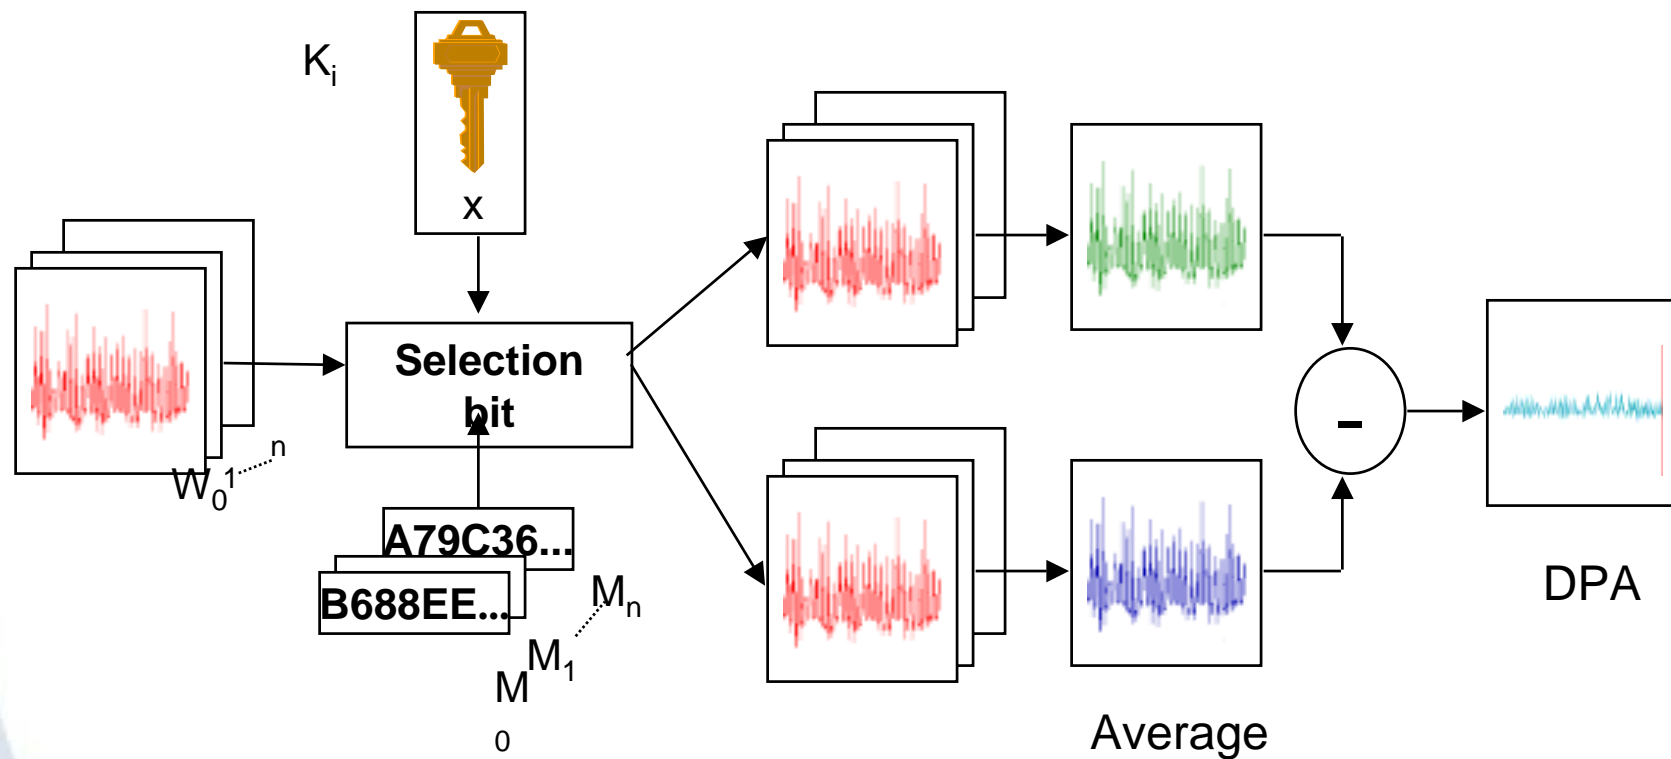 Kᵢ
x
Selection
bit
W₀ 1 n
A79C36...
B688EE...
Mₙ
M₁
M
0
-
DPA
Average